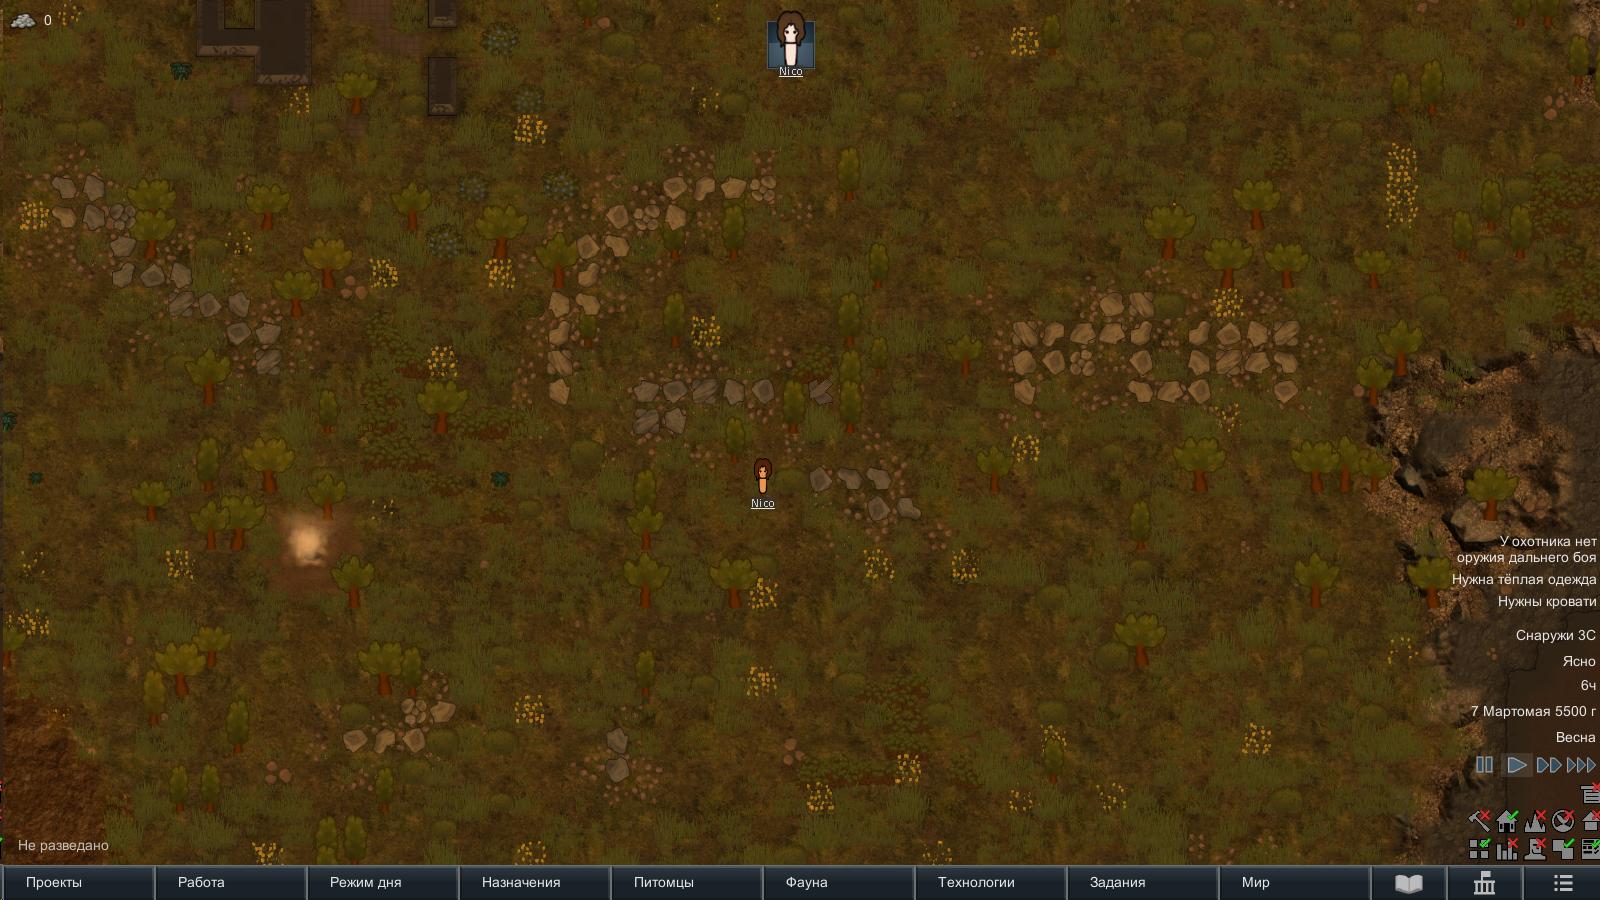 0
Nico
Nico
У охотника нет
оружия дальнего боя
Нужна тёплая одежда
Нужны кровати
Снаружи 3C
Ясно
6ч
7 Мартомая 5500 г
Весна
Не разведано
Проекты
Работа
Режим дня
Назначения
Питомцы
Фауна
Технологии
Задания
Мир